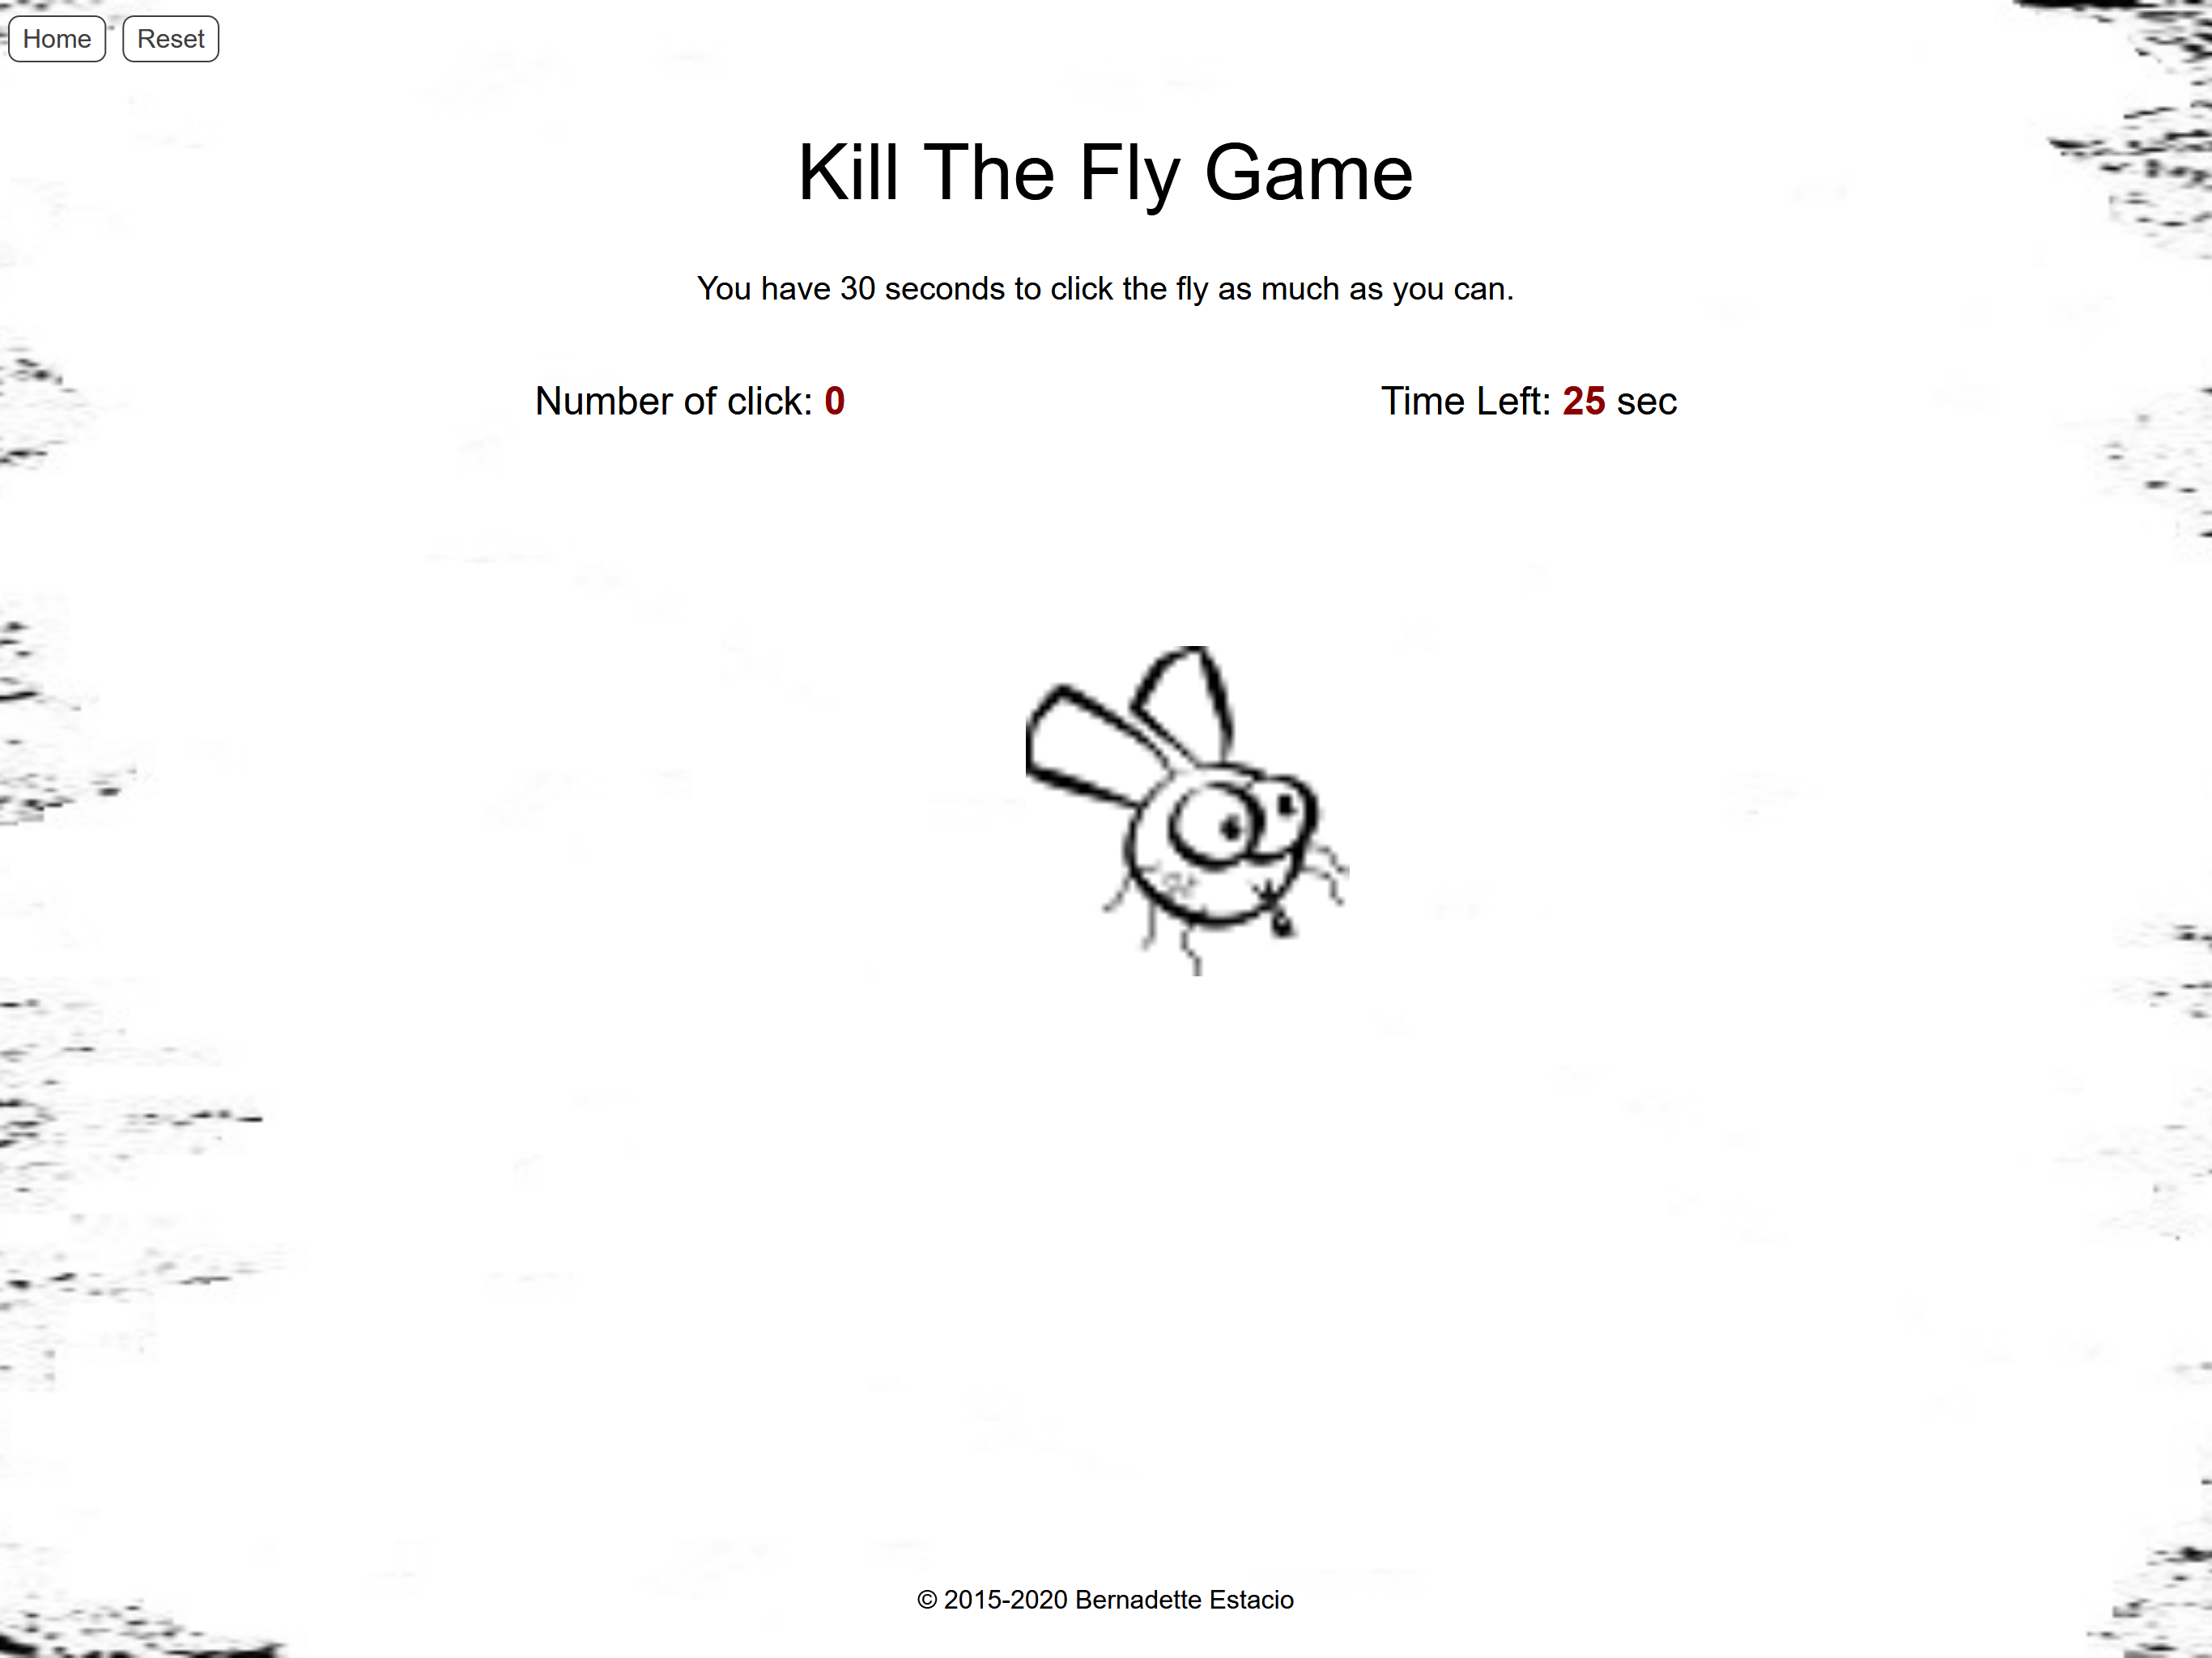 Home Reset
Kill The Fly Game
You have 30 seconds to click the fly as much as you can.
Number of click: 0 Time Left: 25 sec
© 2015-2020 Bernadette Estacio